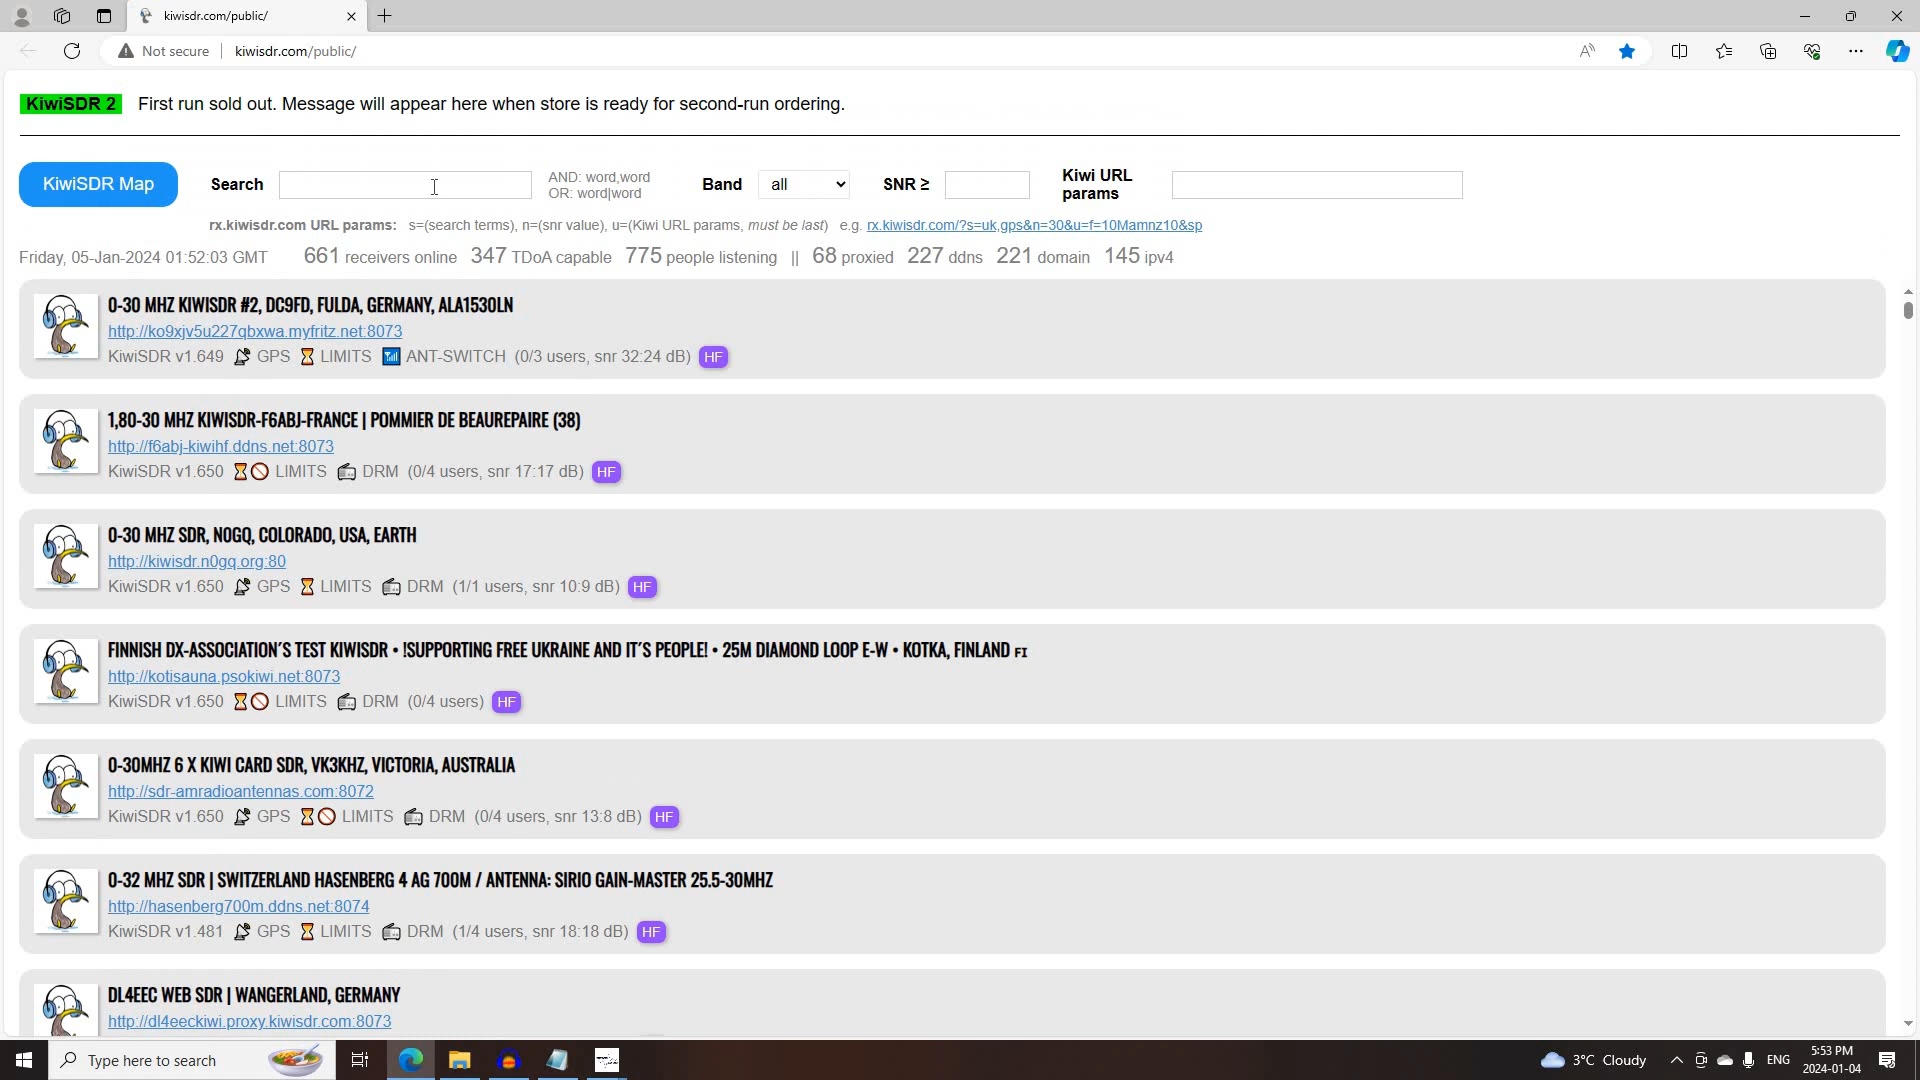 kiwisdr.com/public/
Not secure
kiwisdr.com/public/
KiwiSDR 2 First run sold out. Message will appear here when store is ready for second-run ordering.
KiwiSDR Map
Search
AND: word,word
OR: word|word
Band
all
SNR ≥
Kiwi URL
params
rx.kiwisdr.com URL params: s=(search terms), n=(snr value), u=(Kiwi URL params, must be last) e.g. rx.kiwisdr.com/?s=uk,gps&n=30&u=f=10Mamnz10&sp
Friday, 05-Jan-2024 01:52:03 GMT 661 receivers online 347 TDoA capable 775 people listening || 68 proxied 227 ddns 221 domain 145 ipv4
0-30 MHZ KIWISDR #2, DC9FD, FULDA, GERMANY, ALA1530LN
http://ko9xjv5u227qbxwa.myfritz.net:8073
KiwiSDR v1.649 GPS LIMITS ANT-SWITCH (0/3 users, snr 32:24 dB) HF
1,80-30 MHZ KIWISDR-F6ABJ-FRANCE | POMMIER DE BEAUREPAIRE (38)
http://f6abj-kiwihf.ddns.net:8073
KiwiSDR v1.650 LIMITS DRM (0/4 users, snr 17:17 dB) HF
0-30 MHZ SDR, N0GQ, COLORADO, USA, EARTH
http://kiwisdr.n0gq.org:80
KiwiSDR v1.650 GPS LIMITS DRM (1/1 users, snr 10:9 dB) HF
FINNISH DX-ASSOCIATION´S TEST KIWISDR • !SUPPORTING FREE UKRAINE AND IT´S PEOPLE! • 25M DIAMOND LOOP E-W • KOTKA, FINLAND FI
http://kotisauna.psokiwi.net:8073
KiwiSDR v1.650 LIMITS DRM (0/4 users) HF
0-30MHZ 6 X KIWI CARD SDR, VK3KHZ, VICTORIA, AUSTRALIA
http://sdr-amradioantennas.com:8072
KiwiSDR v1.650 GPS LIMITS DRM (0/4 users, snr 13:8 dB) HF
0-32 MHZ SDR | SWITZERLAND HASENBERG 4 AG 700M / ANTENNA: SIRIO GAIN-MASTER 25.5-30MHZ
http://hasenberg700m.ddns.net:8074
KiwiSDR v1.481 GPS LIMITS DRM (1/4 users, snr 18:18 dB) HF
DL4EEC WEB SDR | WANGERLAND, GERMANY
http://dl4eeckiwi.proxy.kiwisdr.com:8073
Type here to search
3°C Cloudy
ENG
5:53 PM
2024-01-04